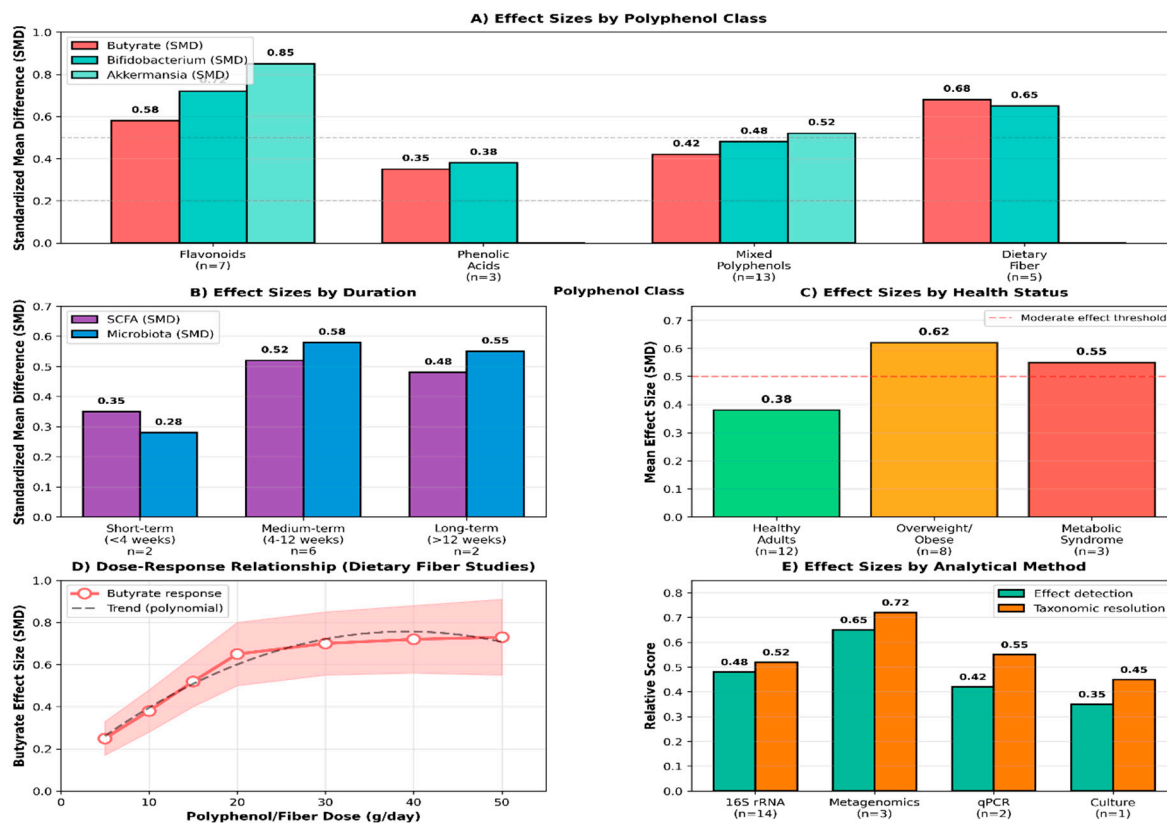 A) Effect Sizes by Polyphenol Class
Standardized Mean Difference (SMD)
1.0
0.8
0.6
0.4
0.2
0.0
Butyrate (SMD)
Bifidobacterium (SMD)
Akkermansia (SMD)
0.58
0.72
0.85
0.35
0.38
0.42
0.48
0.52
0.68
0.65
Flavonoids
(n=7)
Phenolic
Acids
(n=3)
Mixed
Polyphenols
(n=13)
Dietary
Fiber
(n=5)
Polyphenol Class
B) Effect Sizes by Duration
Standardized Mean Difference (SMD)
0.7
0.6
0.5
0.4
0.3
0.2
0.1
0.0
SCFA (SMD)
Microbiota (SMD)
0.35
0.28
0.52
0.58
0.48
0.55
Short-term
(<4 weeks)
n=2
Medium-term
(4-12 weeks)
n=6
Long-term
(>12 weeks)
n=2
C) Effect Sizes by Health Status
Mean Effect Size (SMD)
0.7
0.6
0.5
0.4
0.3
0.2
0.1
0.0
Moderate effect threshold
0.38
0.62
0.55
Healthy
Adults
(n=12)
Overweight/
Obese
(n=8)
Metabolic
Syndrome
(n=3)
D) Dose-Response Relationship (Dietary Fiber Studies)
Butyrate Effect Size (SMD)
1.0
0.8
0.6
0.4
0.2
0.0
Butyrate response
Trend (polynomial)
0
10
20
30
40
50
Polyphenol/Fiber Dose (g/day)
E) Effect Sizes by Analytical Method
Relative Score
0.8
0.7
0.6
0.5
0.4
0.3
0.2
0.1
0.0
Effect detection
Taxonomic resolution
0.48
0.52
0.65
0.72
0.42
0.55
0.35
0.45
16S rRNA
(n=14)
Metagenomics
(n=3)
qPCR
(n=2)
Culture
(n=1)